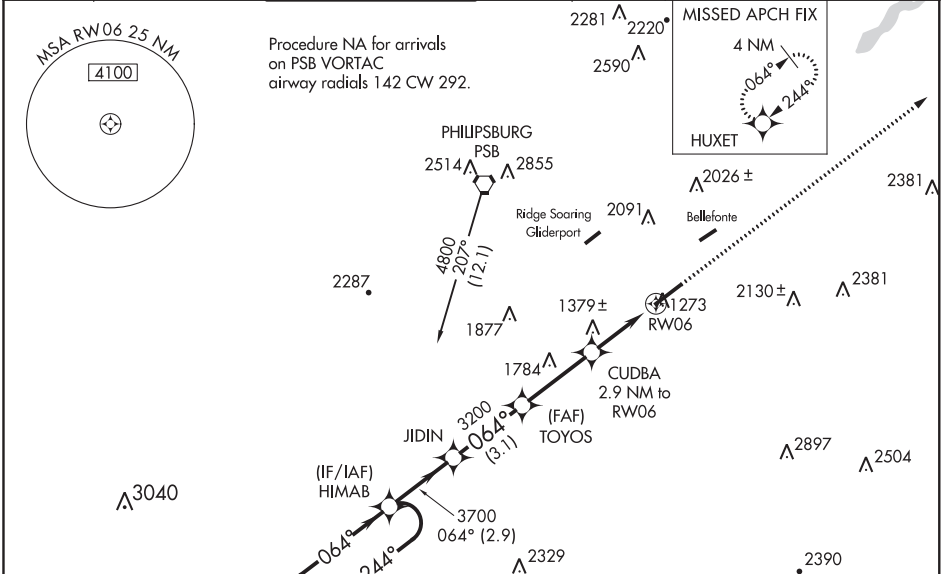 MSA RW06 25 NM
4100
Procedure NA for arrivals
on PSB VORTAC
airway radials 142 CW 292.
2281
2220
2590
MISSED APCH FIX
4 NM
064°
244°
HUXET
PHILIPSBURG
PSB
2514
2855
2026 ±
2381
Ridge Soaring
Gliderport
2091
Bellefonte
4800
207°
(12.1)
2287
1877
1379 ±
1273
RW06
2130 ±
2381
1784
CUDBA
2.9 NM to
RW06
(FAF)
TOYOS
3200
064°
(3.1)
JIDIN
(IF/IAF)
HIMAB
2897
2504
3040
3700
064° (2.9)
064°
244°
2329
2390